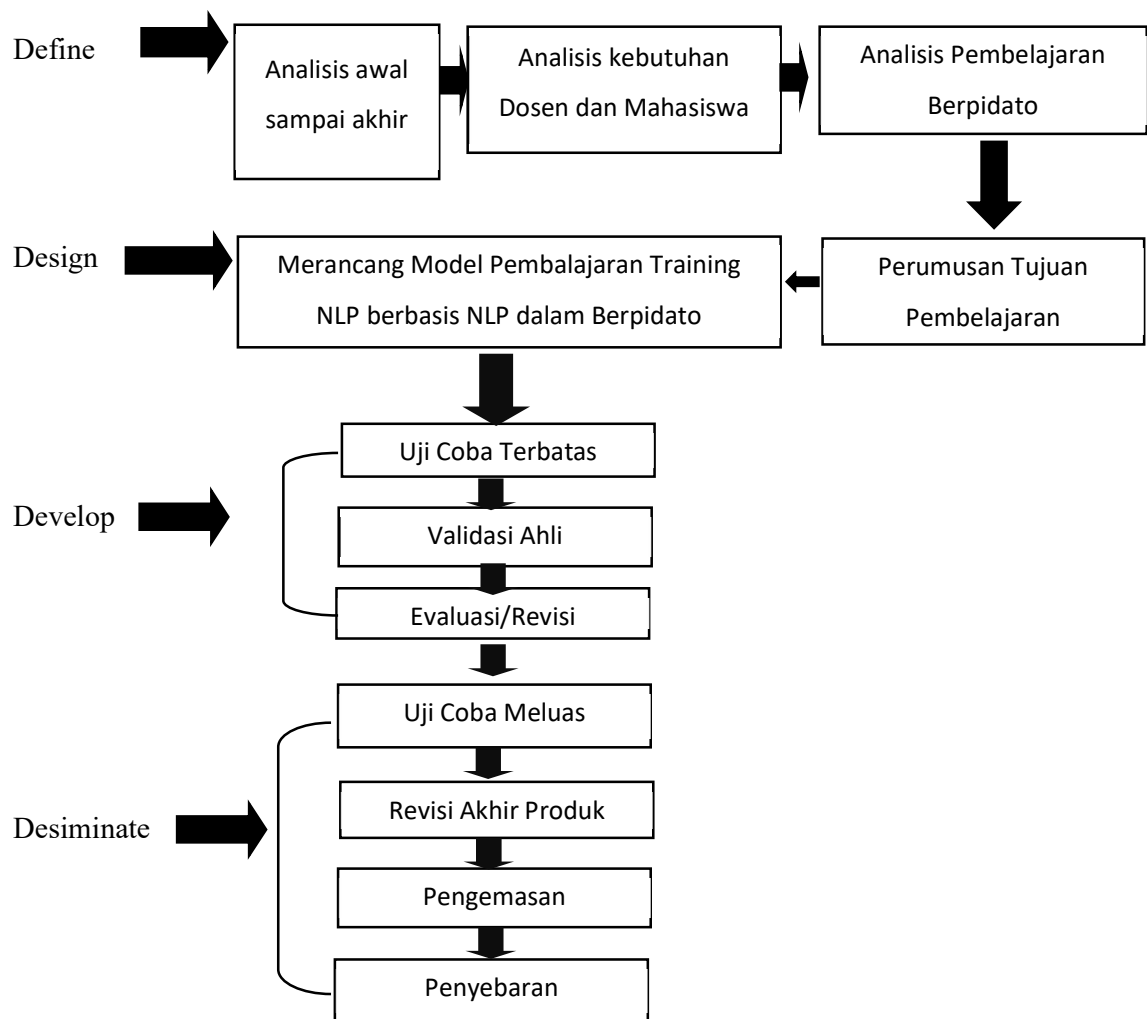 Define
Analisis awal
sampai akhir
Analisis kebutuhan
Dosen dan Mahasiswa
Analisis Pembelajaran
Berpidato
Design
Merancang Model Pembalajaran Training
NLP berbasis NLP dalam Berpidato
Perumusan Tujuan
Pembelajaran
Uji Coba Terbatas
Develop
Validasi Ahli
Evaluasi/Revisi
Uji Coba Meluas
Revisi Akhir Produk
Desiminate
Pengemasan
Penyebaran